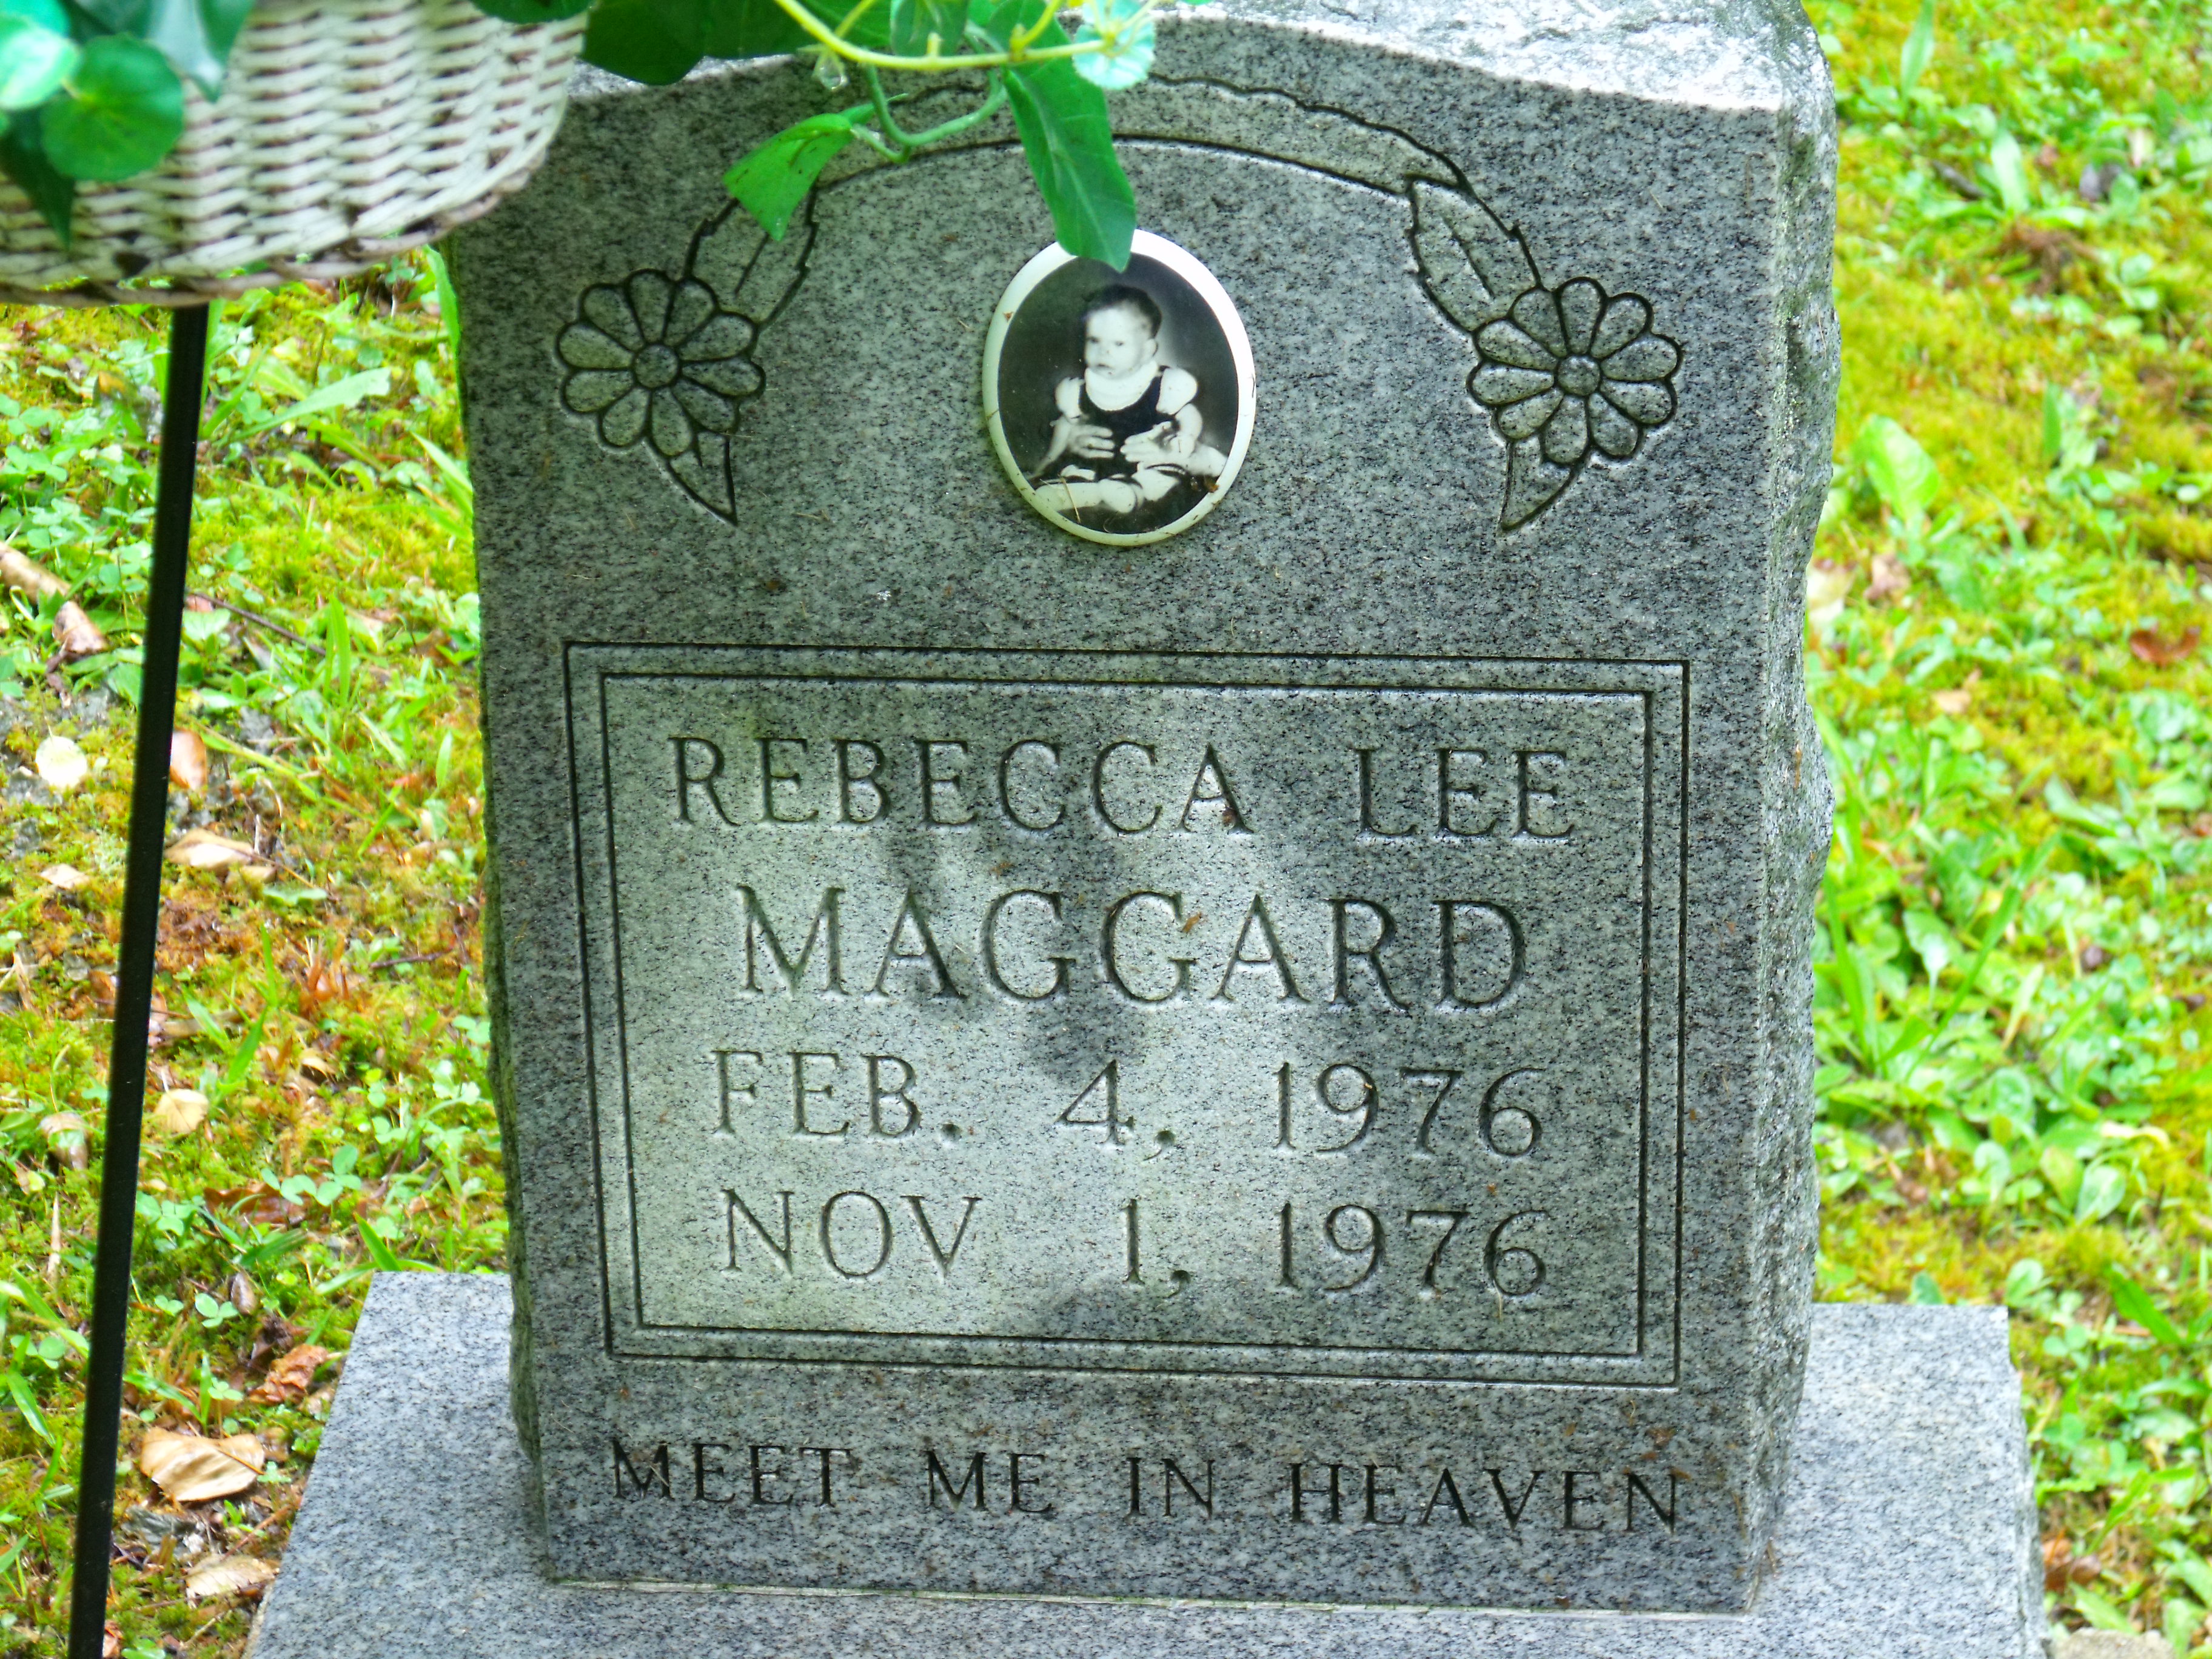 REBECCA LEE
MAGGARD
FEB. 4, 1976
NOV 1, 1976
MEET ME IN HEAVEN